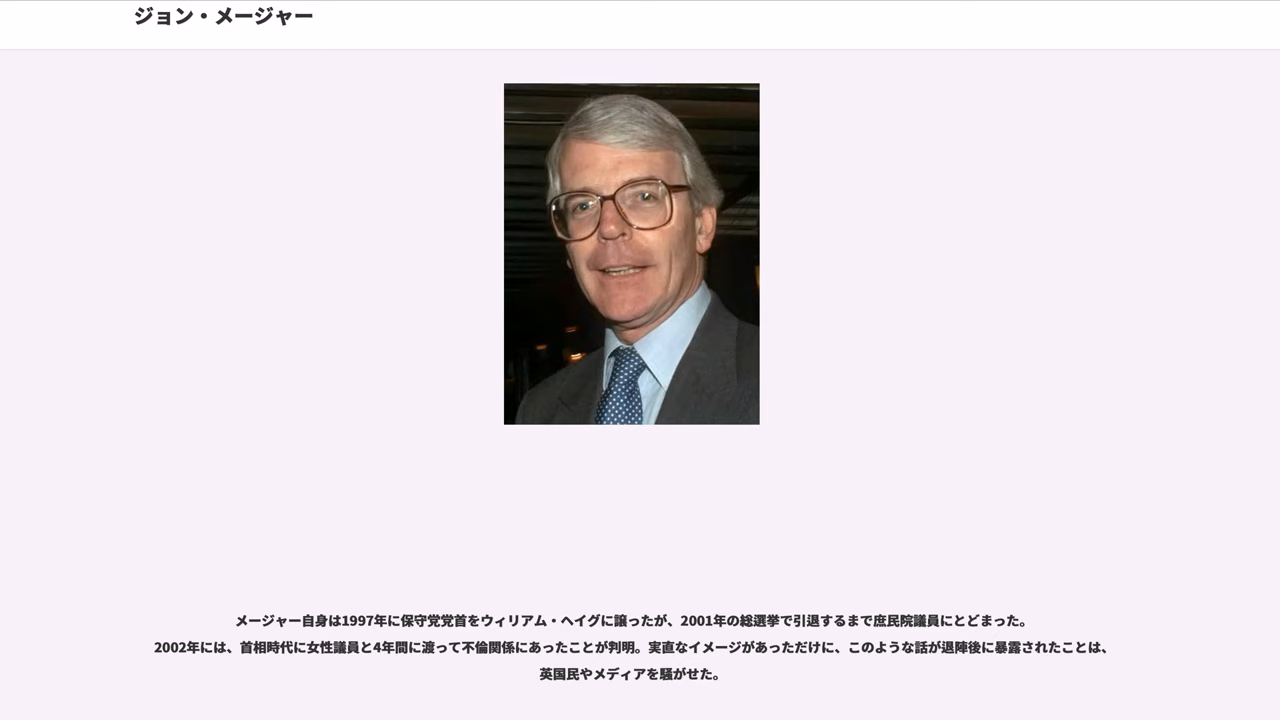 ジョン・メージャー
メージャー自身は1997年に保守党党首をウィリアム・ヘイグに譲ったが、2001年の総選挙で引退するまで庶民院議員にとどまった。
2002年には、首相時代に女性議員と4年間に渡って不倫関係にあったことが判明。実直なイメージがあっただけに、このような話が退陣後に暴露されたことは、
英国民やメディアを騒がせた。